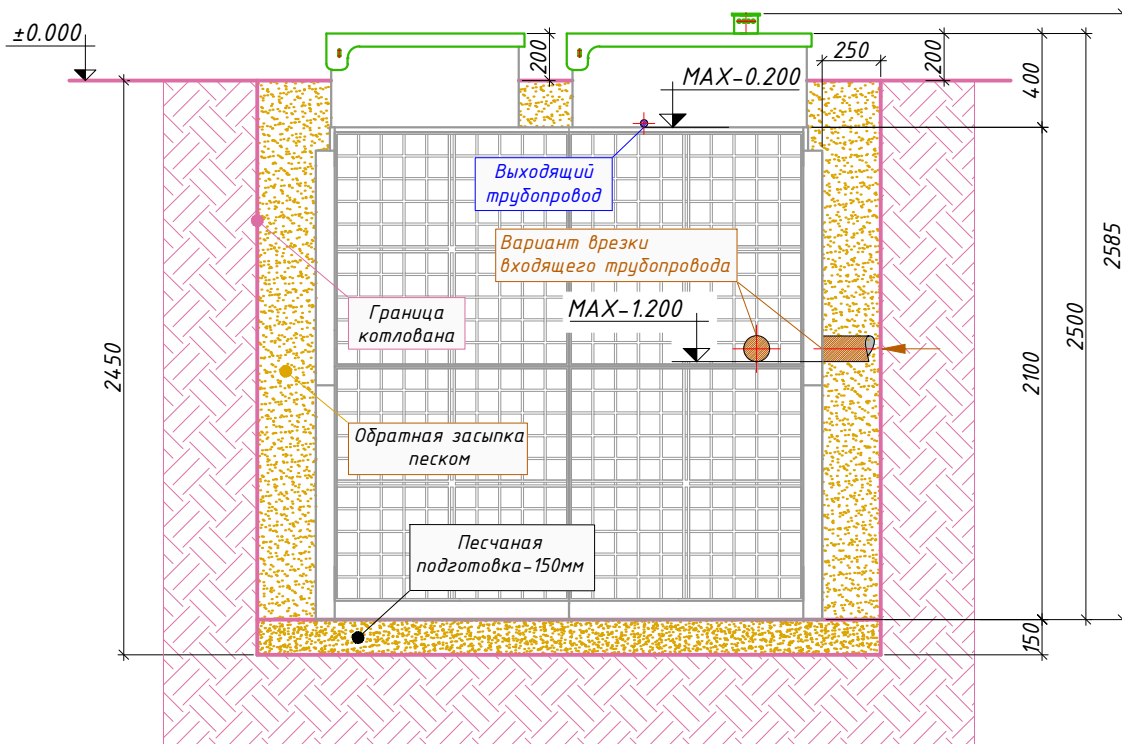 ±0.000
200
250
200
MAX-0.200
400
Выходящий
трубопровод
Вариант врезки
входящего трубопровода
2585
Граница
котлована
MAX-1.200
2500
2450
2100
Обратная засыпка
песком
Песчаная
подготовка-150мм
150